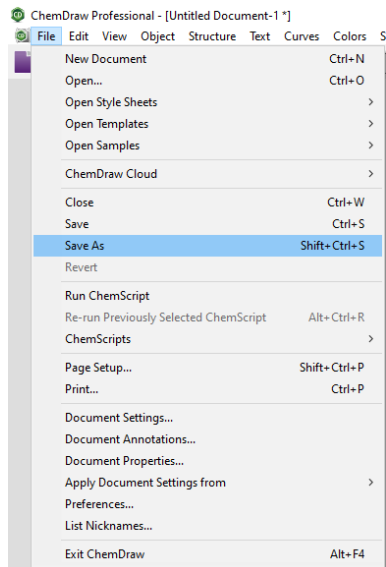 ChemDraw Professional - [Untitled Document-1 *]
File Edit View Object Structure Text Curves Colors S
New Document Ctrl+N
Open... Ctrl+O
Open Style Sheets >
Open Templates >
Open Samples >
ChemDraw Cloud >
Close Ctrl+W
Save Ctrl+S
Save As Shift+Ctrl+S
Revert
Run ChemScript
Re-run Previously Selected ChemScript Alt+Ctrl+R
ChemScripts >
Page Setup... Shift+Ctrl+P
Print... Ctrl+P
Document Settings...
Document Annotations...
Document Properties...
Apply Document Settings from >
Preferences...
List Nicknames...
Exit ChemDraw Alt+F4